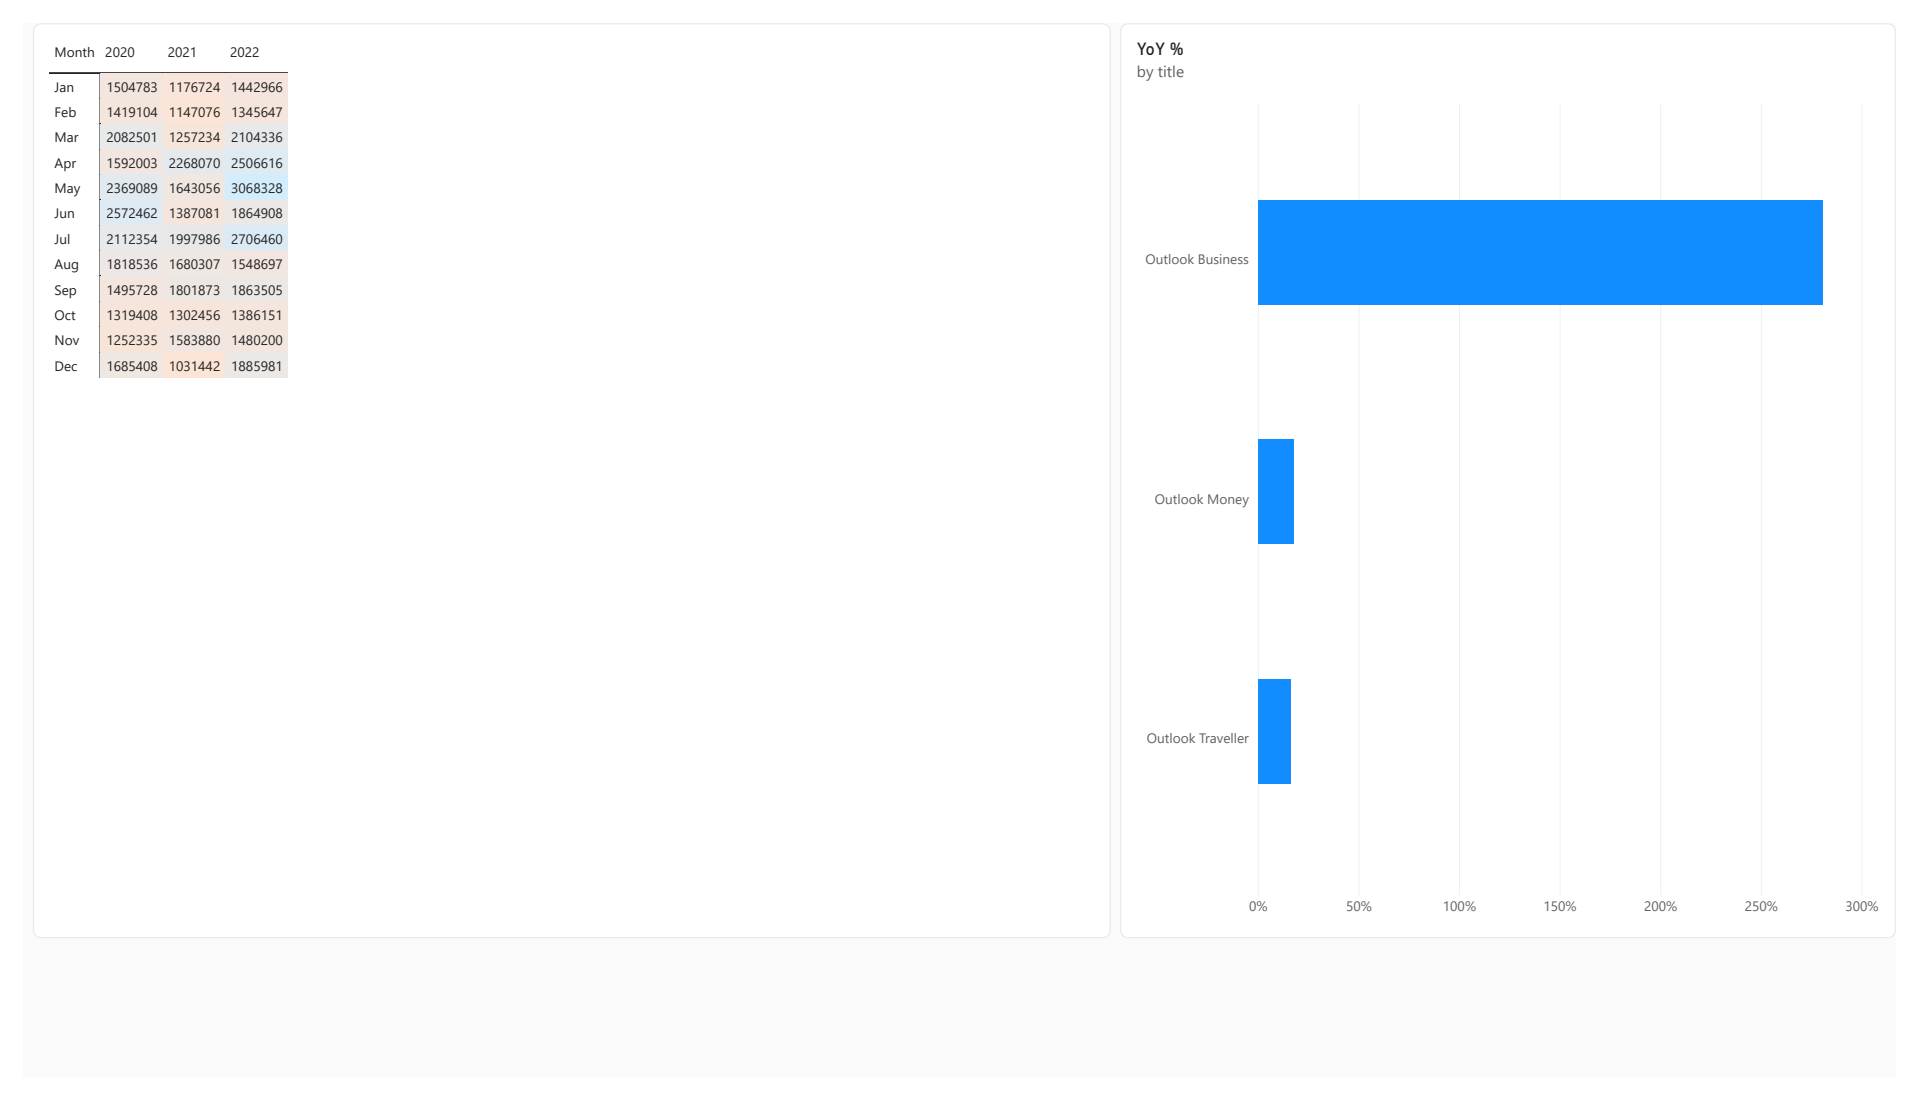 Month 2020 2021 2022
Jan 1504783 1176724 1442966
Feb 1419104 1147076 1345647
Mar 2082501 1257234 2104336
Apr 1592003 2268070 2506616
May 2369089 1643056 3068328
Jun 2572462 1387081 1864908
Jul 2112354 1997986 2706460
Aug 1818536 1680307 1548697
Sep 1495728 1801873 1863505
Oct 1319408 1302456 1386151
Nov 1252335 1583880 1480200
Dec 1685408 1031442 1885981
YoY %
by title
Outlook Business
Outlook Money
Outlook Traveller
0% 50% 100% 150% 200% 250% 300%